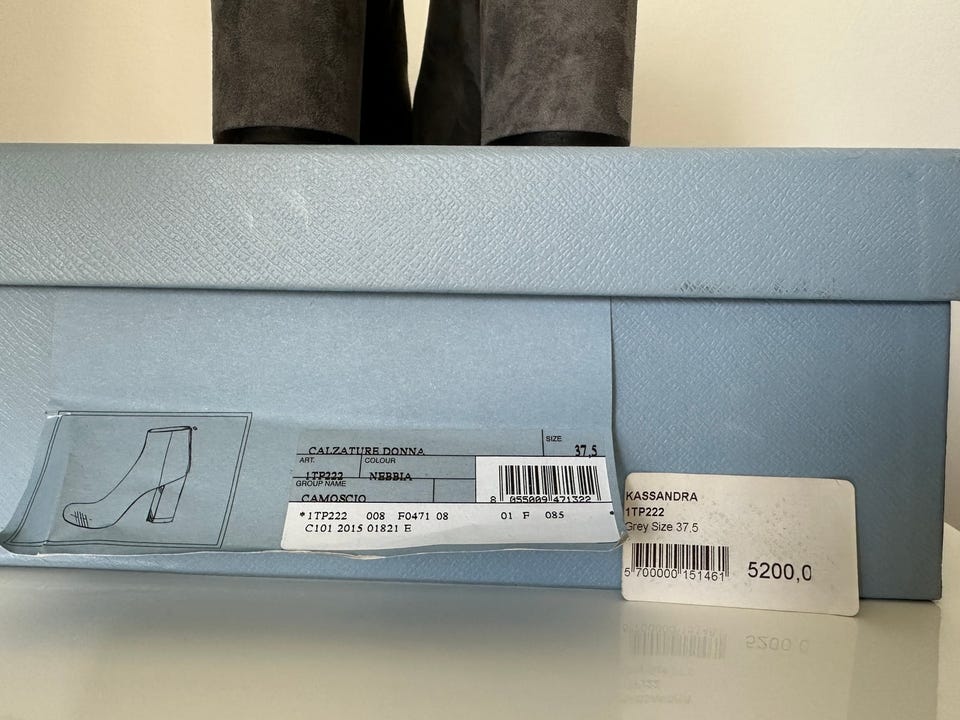 CALZATURE DONNA
SIZE
37,5
ART.
COLOUR
1TP222
NEBBIA
GROUP NAME
CAMOSCIO
8 055009 471322
*1TP222 008 F0471 08 01 F 085
C101 2015 01821 E
KASSANDRA
1TP222
Grey Size 37,5
5 700000 151461
5200,0